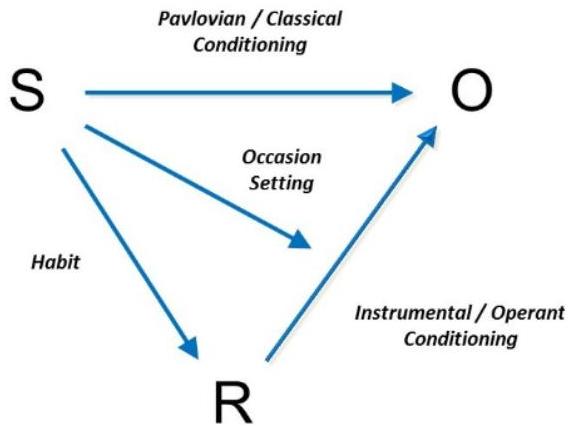 Pavlovian / Classical
Conditioning
S
O
Occasion
Setting
Habit
Instrumental / Operant
Conditioning
R